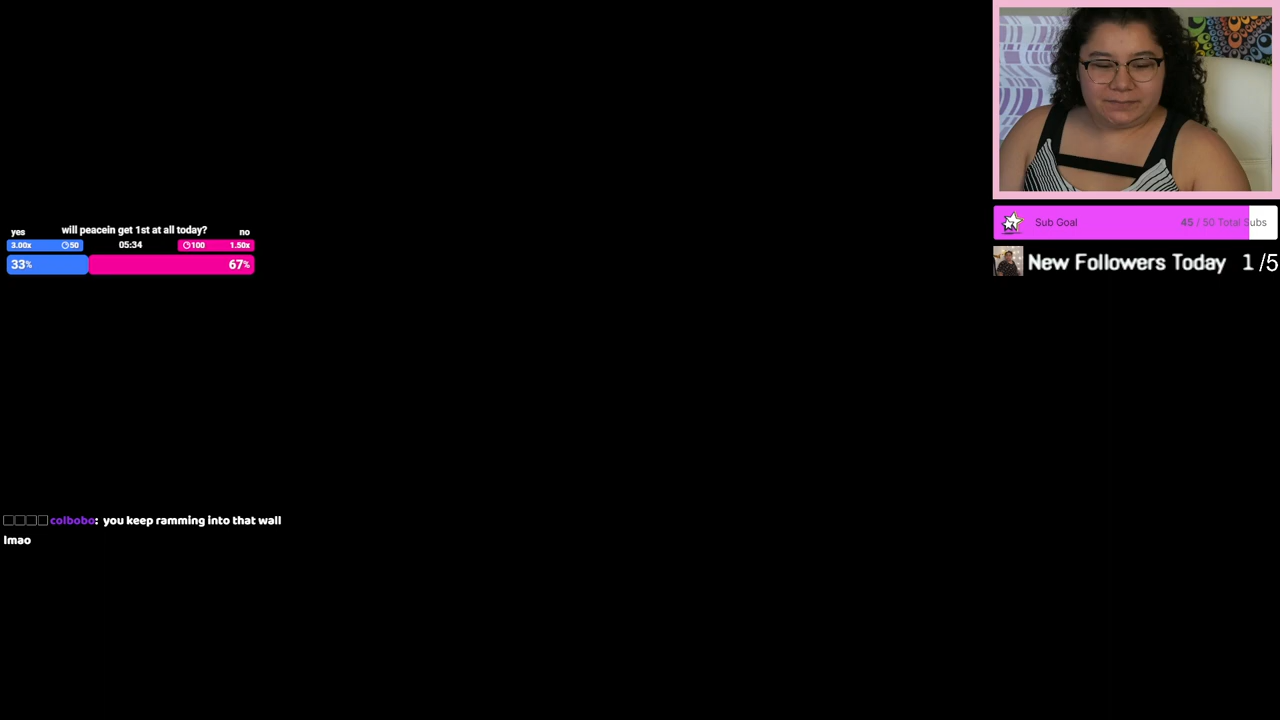 will peacein get 1st at all today?
yes no
3.00x 50 05:34 100 1.50x
33% 67%
Sub Goal 45 / 50 Total Subs
New Followers Today 1 /5
colbobo: you keep ramming into that wall
lmao